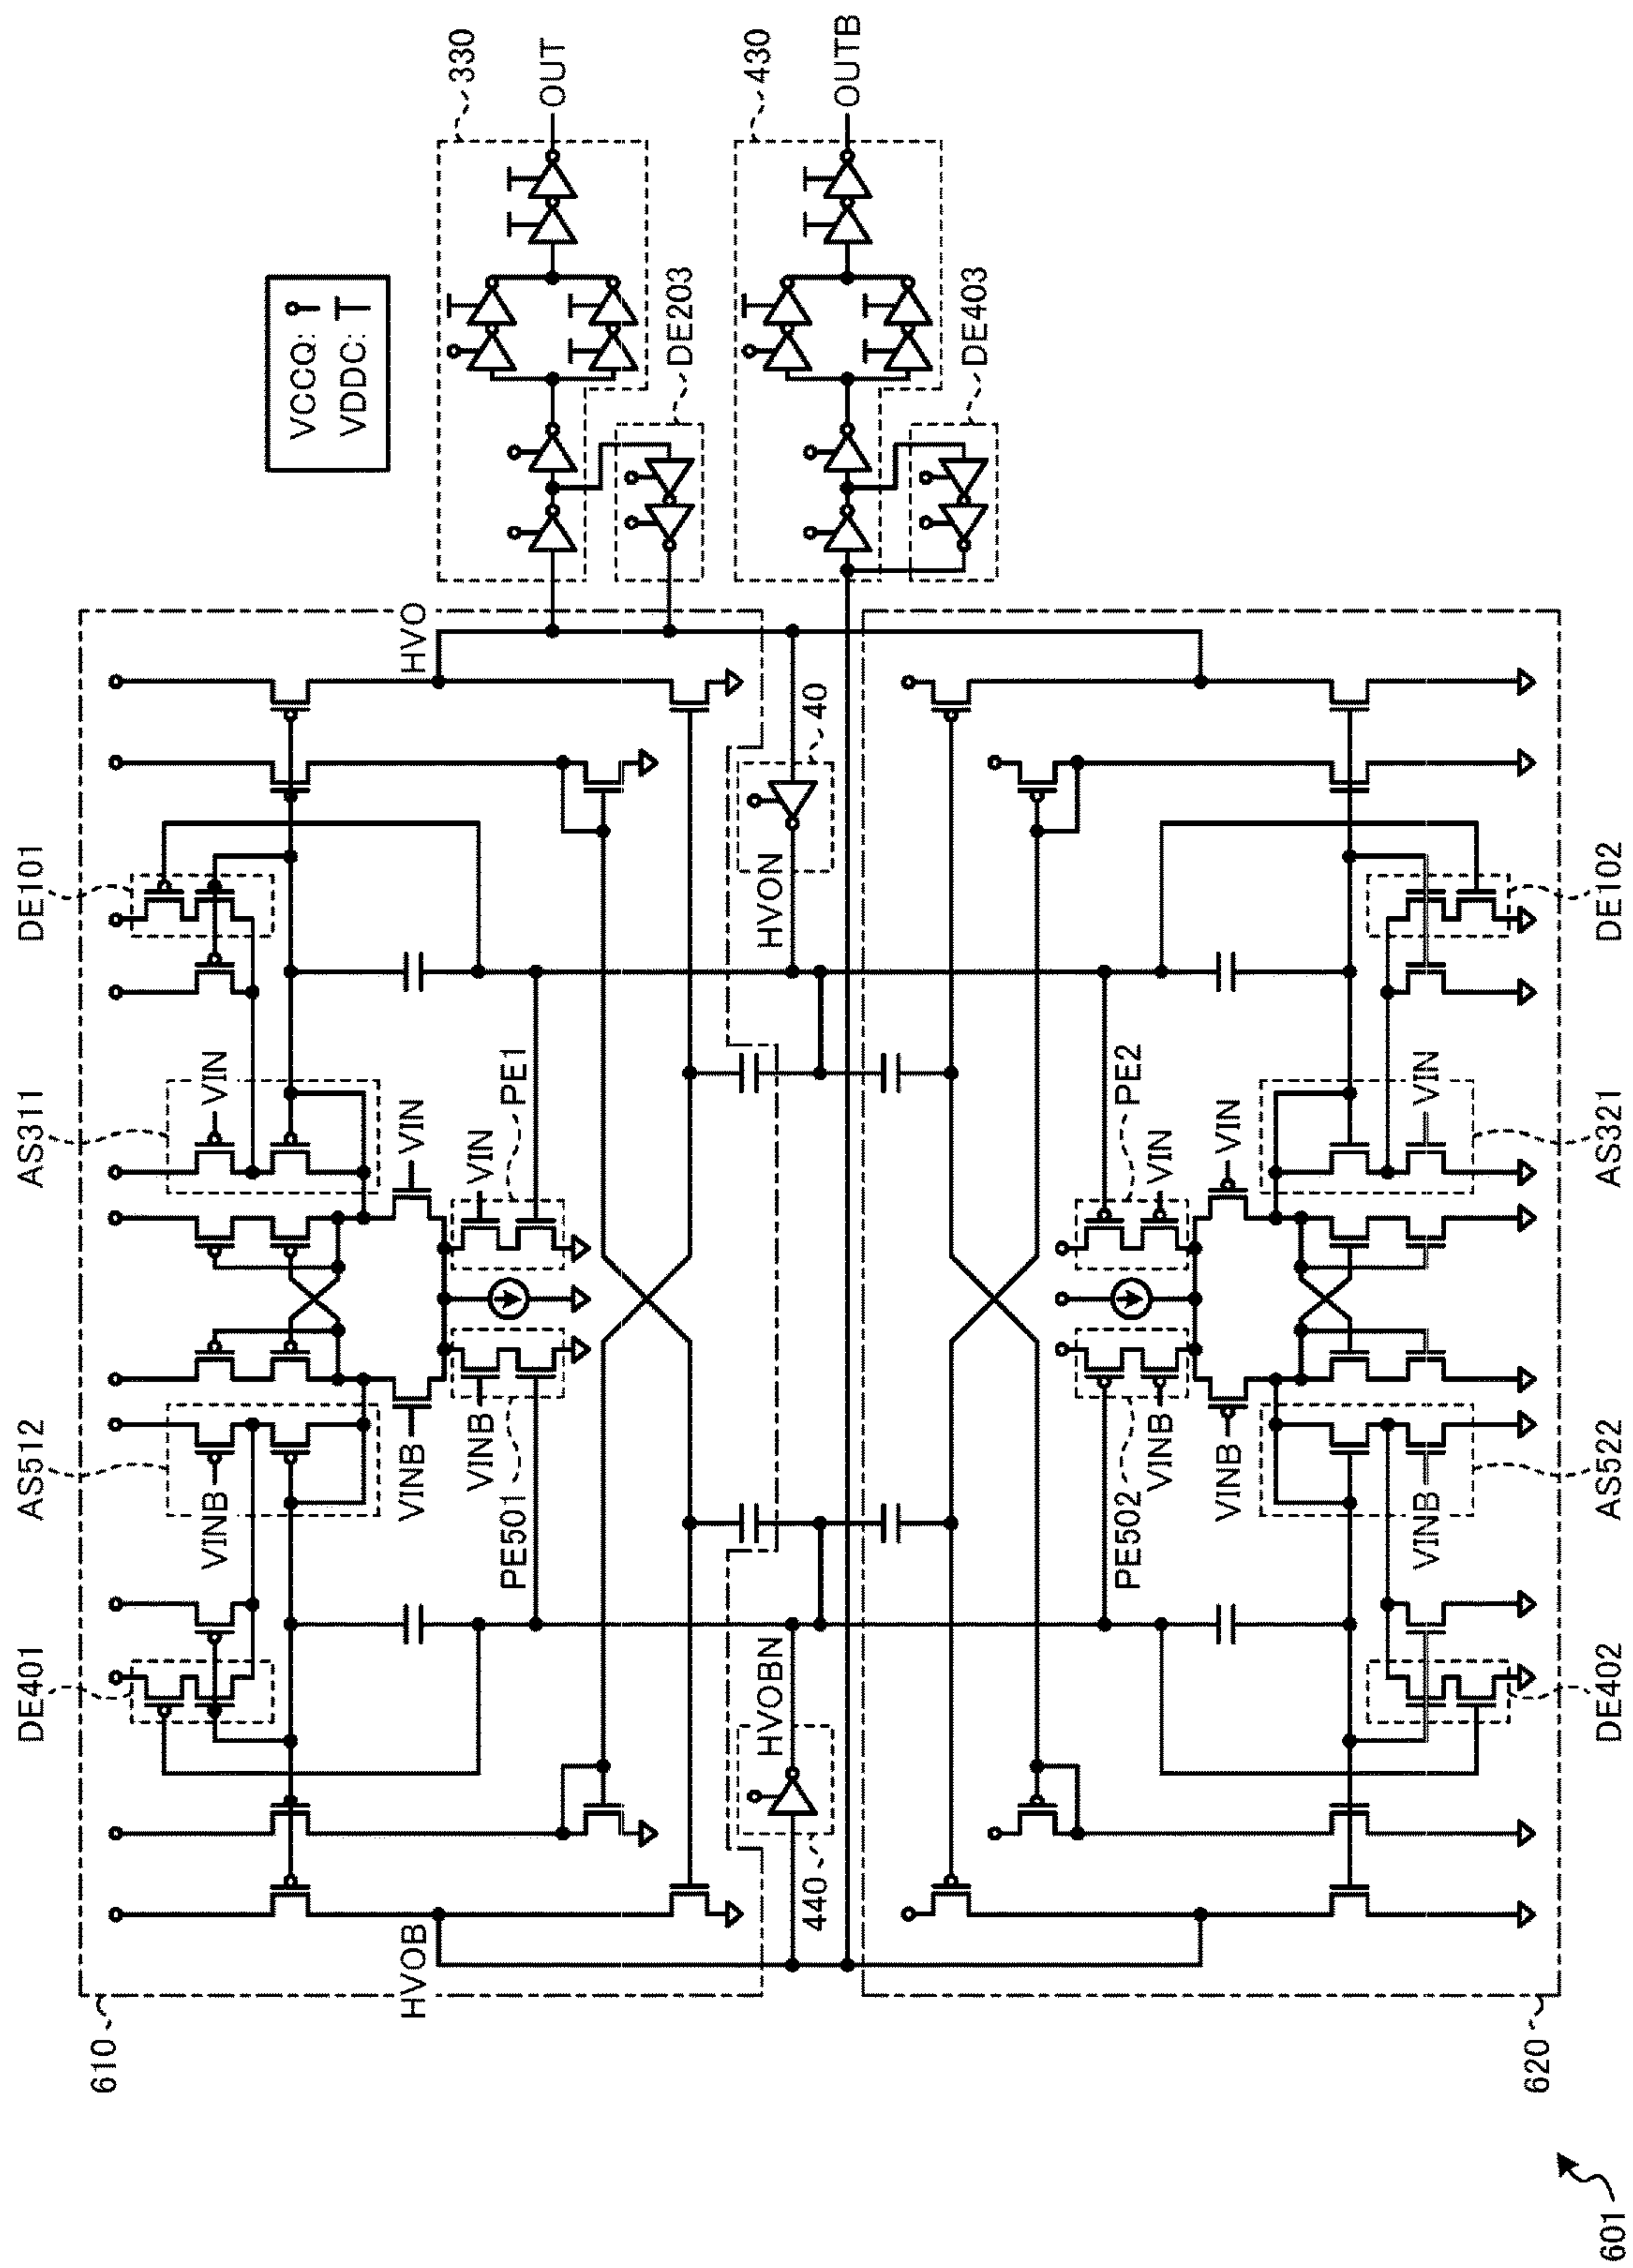 601
610
620
HVOB
440
HVOBN
DE401
DE402
AS512
VINB
VINB
VINB
PE501
PE502
VINB
VINB
VINB
AS522
AS311
VIN
VIN
VIN
PE1
PE2
VIN
VIN
VIN
AS321
DE101
DE102
HVON
40
HVO
VCCQ:
VDDC:
330
OUT
DE203
430
OUTB
DE403